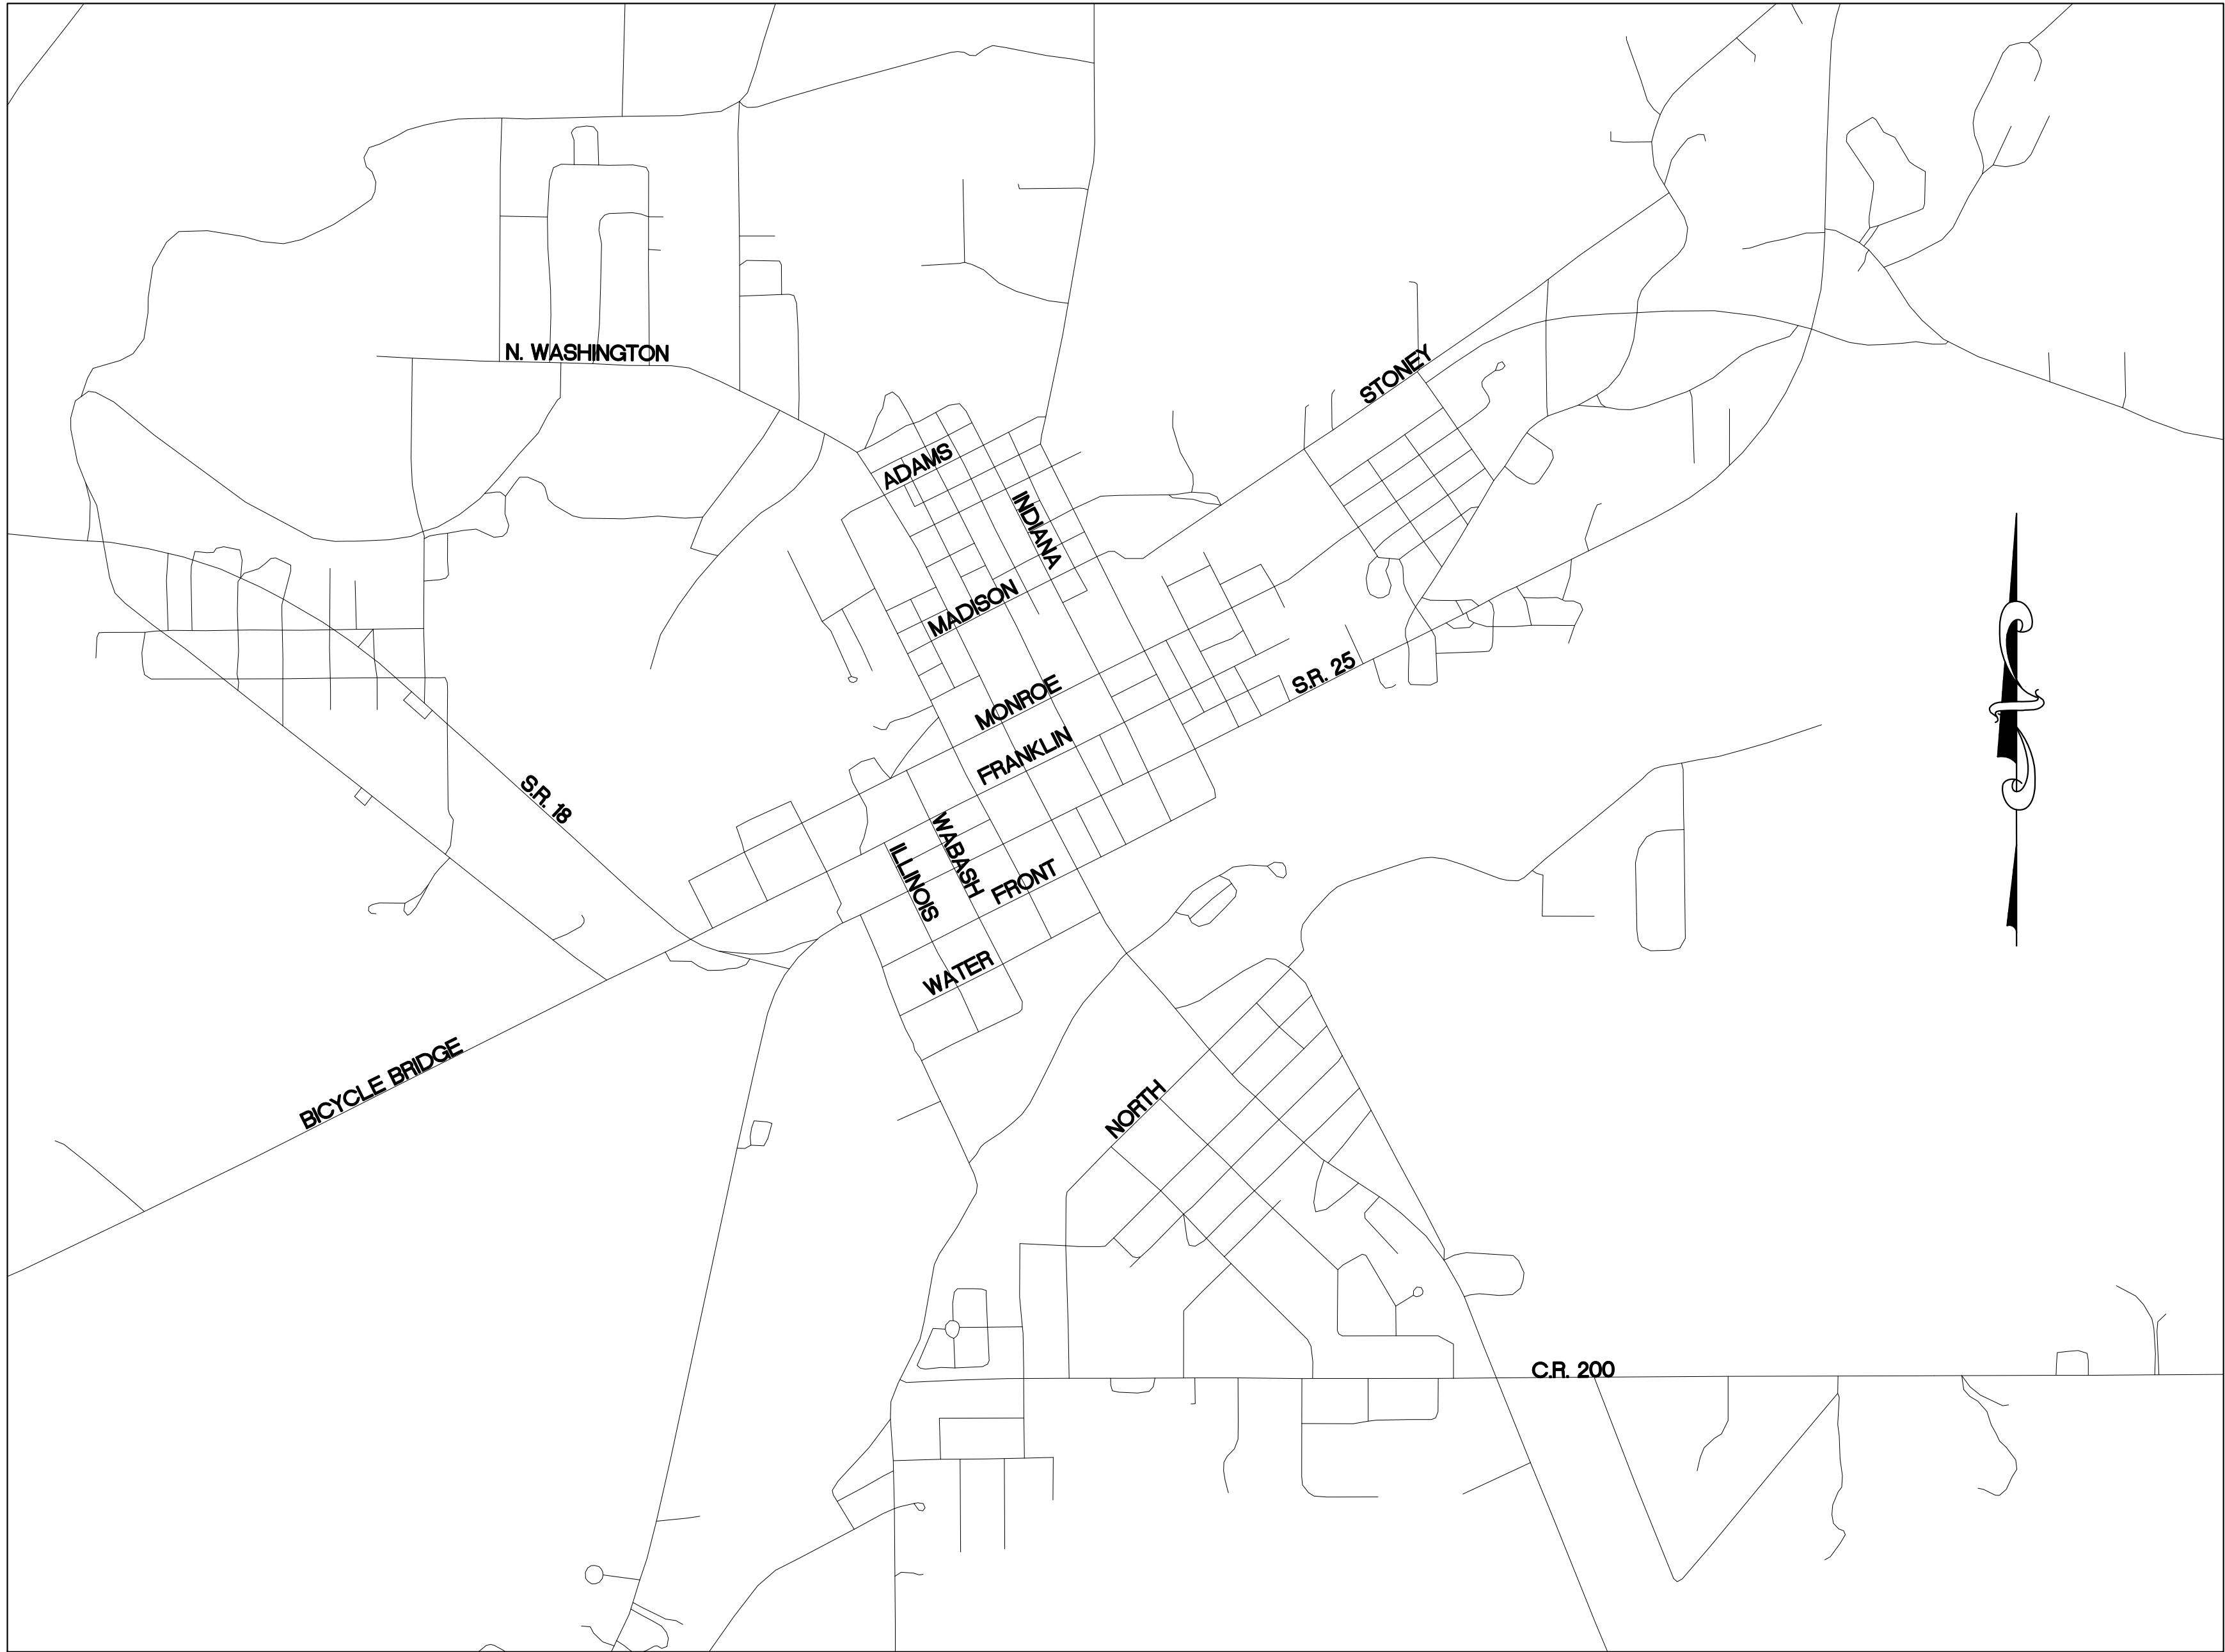 N. WASHINGTON
STONEY
ADAMS
INDIANA
MADISON
S.R. 25
MONROE
FRANKLIN
S.R. 18
WABASH
ILLINOIS
FRONT
WATER
BICYCLE BRIDGE
NORTH
C.R. 200